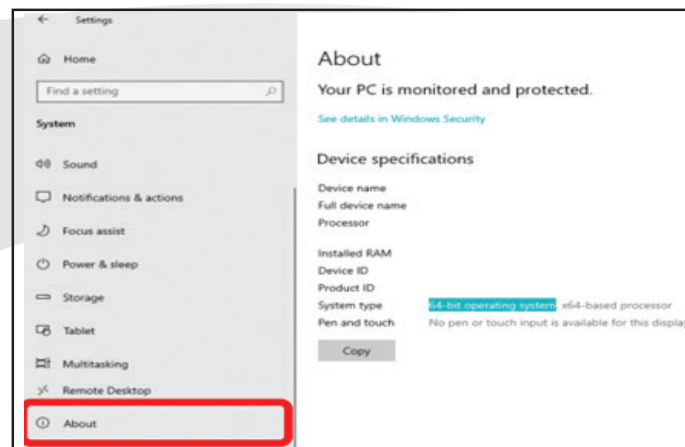 Settings
Home
Find a setting
System
Sound
Notifications & actions
Focus assist
Power & sleep
Storage
Tablet
Multitasking
Remote Desktop
About
About
Your PC is monitored and protected.
See details in Windows Security
Device specifications
Device name
Full device name
Processor
Installed RAM
Device ID
Product ID
System type 64-bit operating system, x64-based processor
Pen and touch No pen or touch input is available for this display
Copy